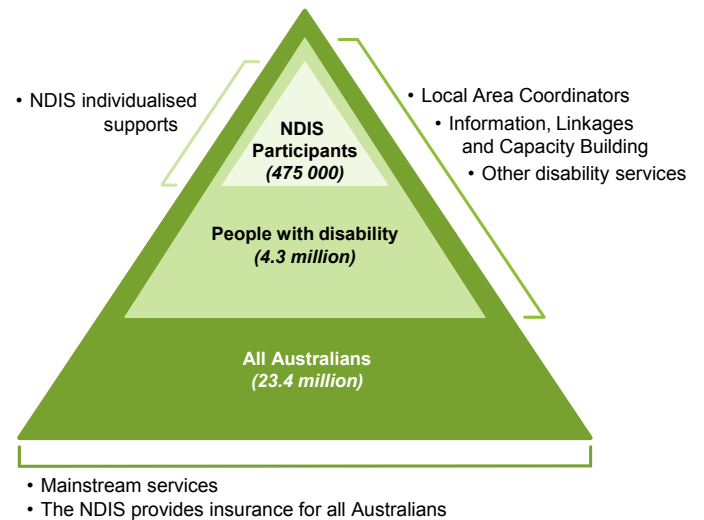 • NDIS individualised
supports
NDIS
Participants
(475 000)
• Local Area Coordinators
• Information, Linkages
and Capacity Building
• Other disability services
People with disability
(4.3 million)
All Australians
(23.4 million)
• Mainstream services
• The NDIS provides insurance for all Australians